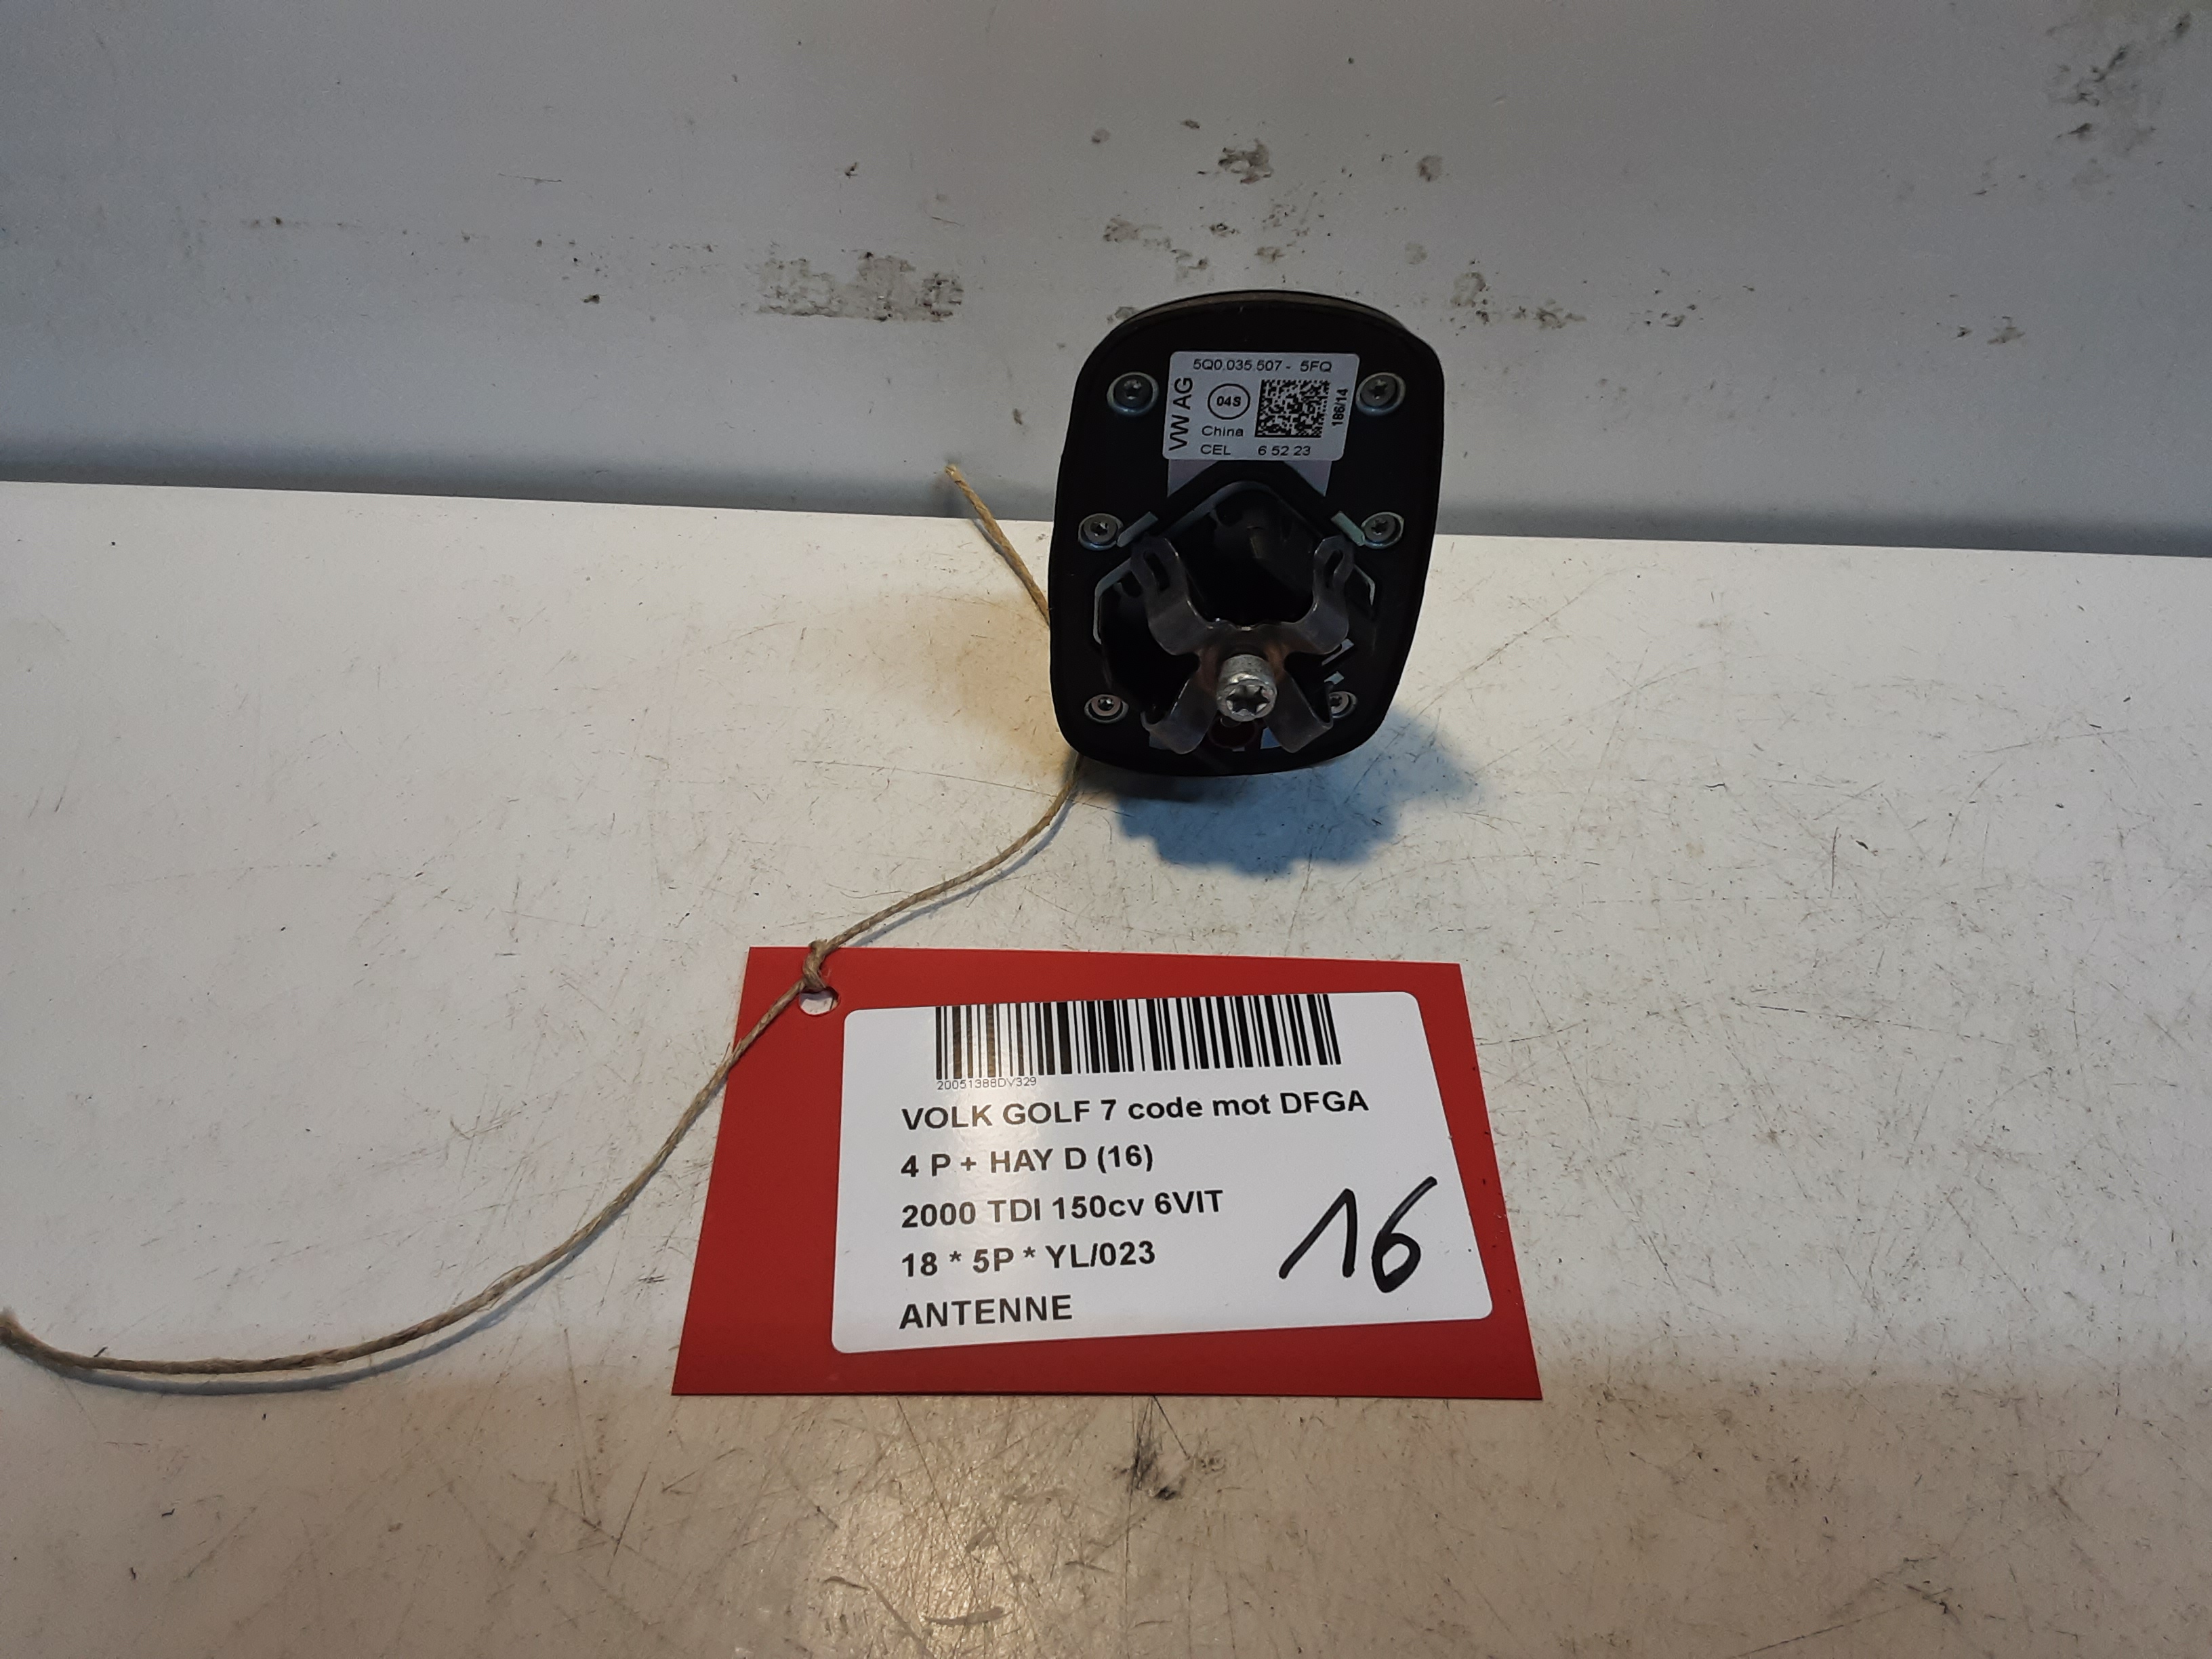 5Q0.035.507 - 5FQ
VW AG
04S
186/14
China
CEL 6 52 23
20051388DV329
VOLK GOLF 7 code mot DFGA
4 P + HAY D (16)
2000 TDI 150cv 6VIT
18 * 5P * YL/023
ANTENNE
16